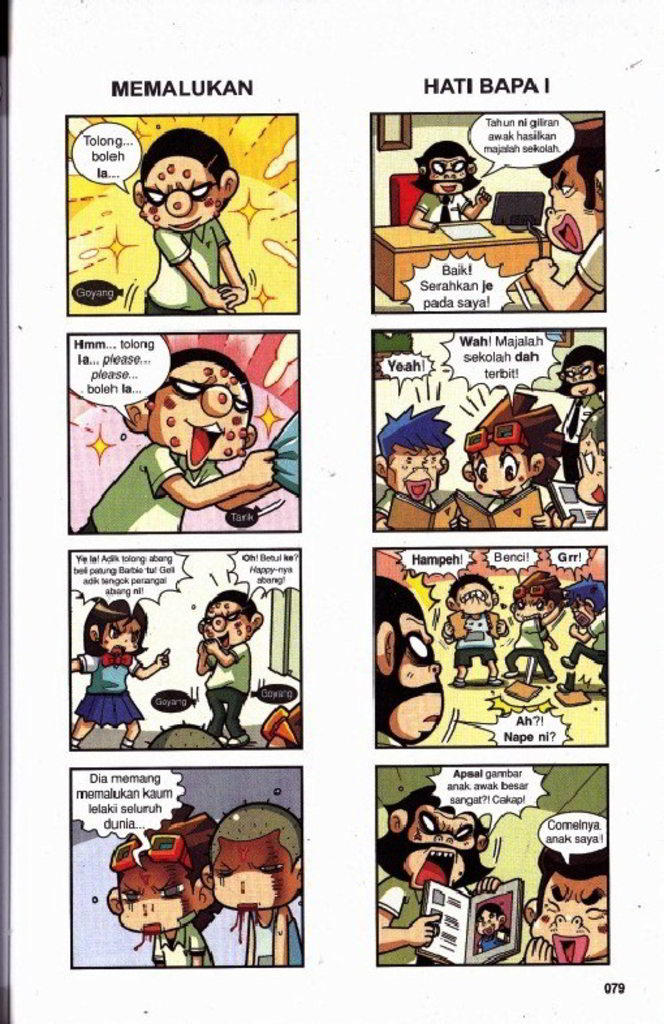 MEMALUKAN
Tolong...
boleh
la....
Goyang
Hmm... tolong
la... please...
please...
boleh la...
Tarik
Ye la! Adik tolong abang
beli patung Barbie tu! Geli
adik tengok perangai
abang ni!
Oh! Betul ke?
Happy-nya
abang!
Goyang
Goyang
Dia memang
memalukan kaum
lelaki seluruh
dunia...
HATI BAPA I
Tahun ni giliran
awak hasilkan
majalah sekolah.
Baik!
Serahkan je
pada saya!
Yeah!
Wah! Majalah
sekolah dah
terbit!
Hampeh!
Benci!
Grr!
Ah?!
Nape ni?
Apsal gambar
anak awak besar
sangat?! Cakap!
Comelnya
anak saya!
079